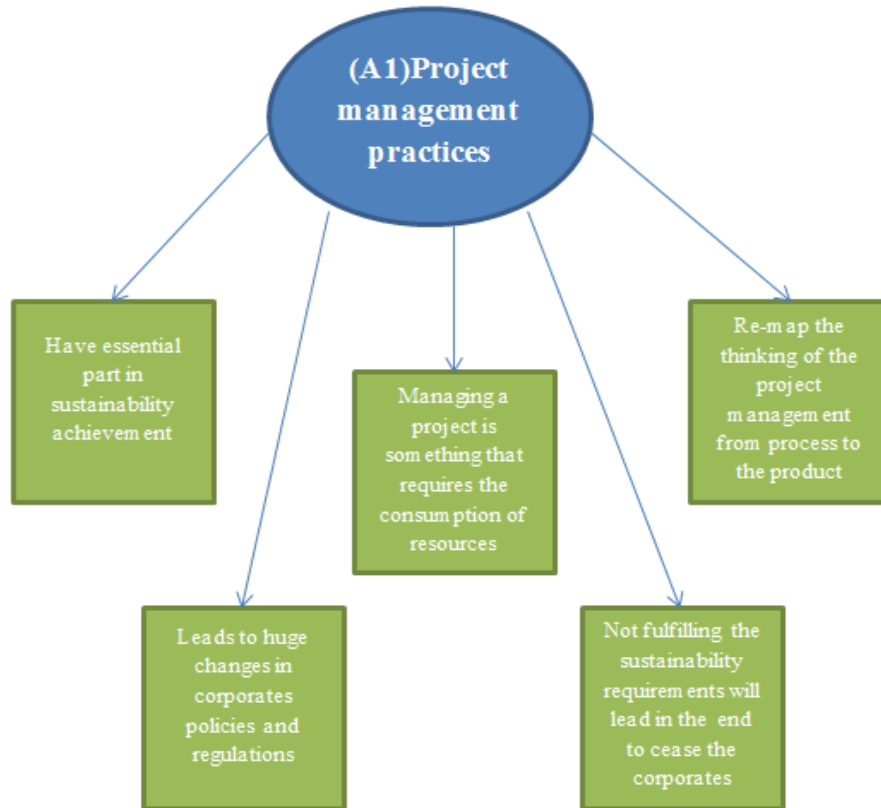 (A1)Project
management
practices
Have essential
part in
sustainability
achievement
Managing a
project is
something that
requires the
consumption of
resources
Re-map the
thinking of the
project
management
from process to
the product
Leads to huge
changes in
corporates
policies and
regulations
Not fulfilling the
sustainability
requirements will
lead in the end
to cease the
corporates